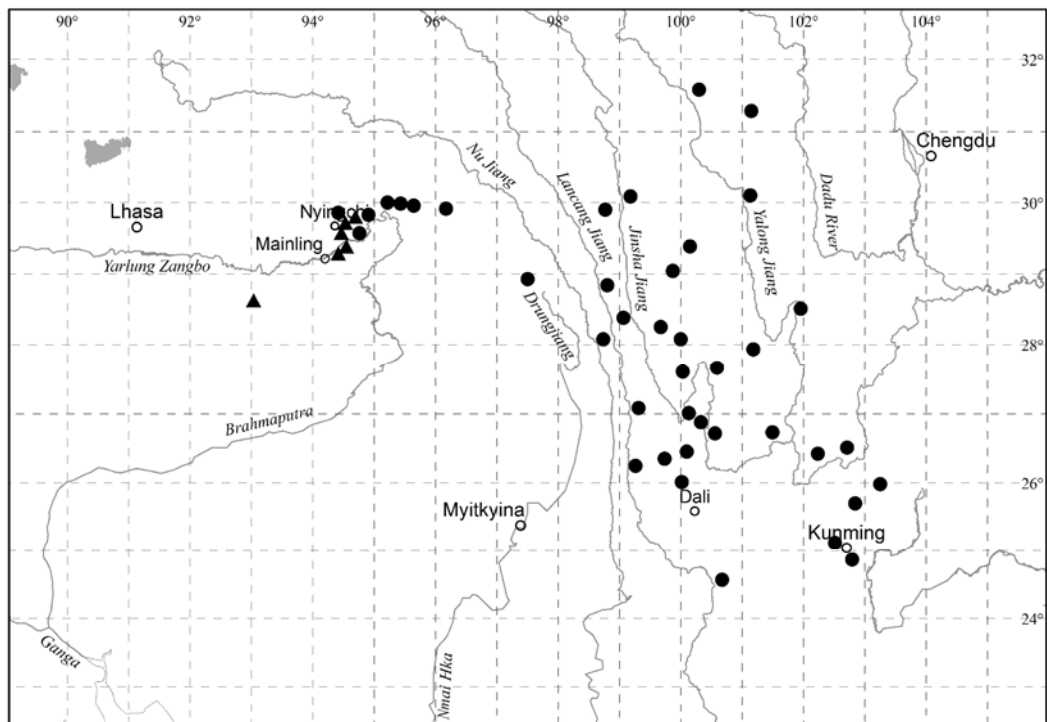 90° 92° 94° 96° 98° 100° 102° 104°
32°
Chengdu
Nu Jiang
Lancang Jiang
Jinsha Jiang
Yalong Jiang
Dadu River
30°
Lhasa
Mainling
Yarlung Zangbo
Drungjiang
28°
Brahmaputra
26°
Dali
Myitkyina
Kunming
24°
Ganga
Nmai Hka